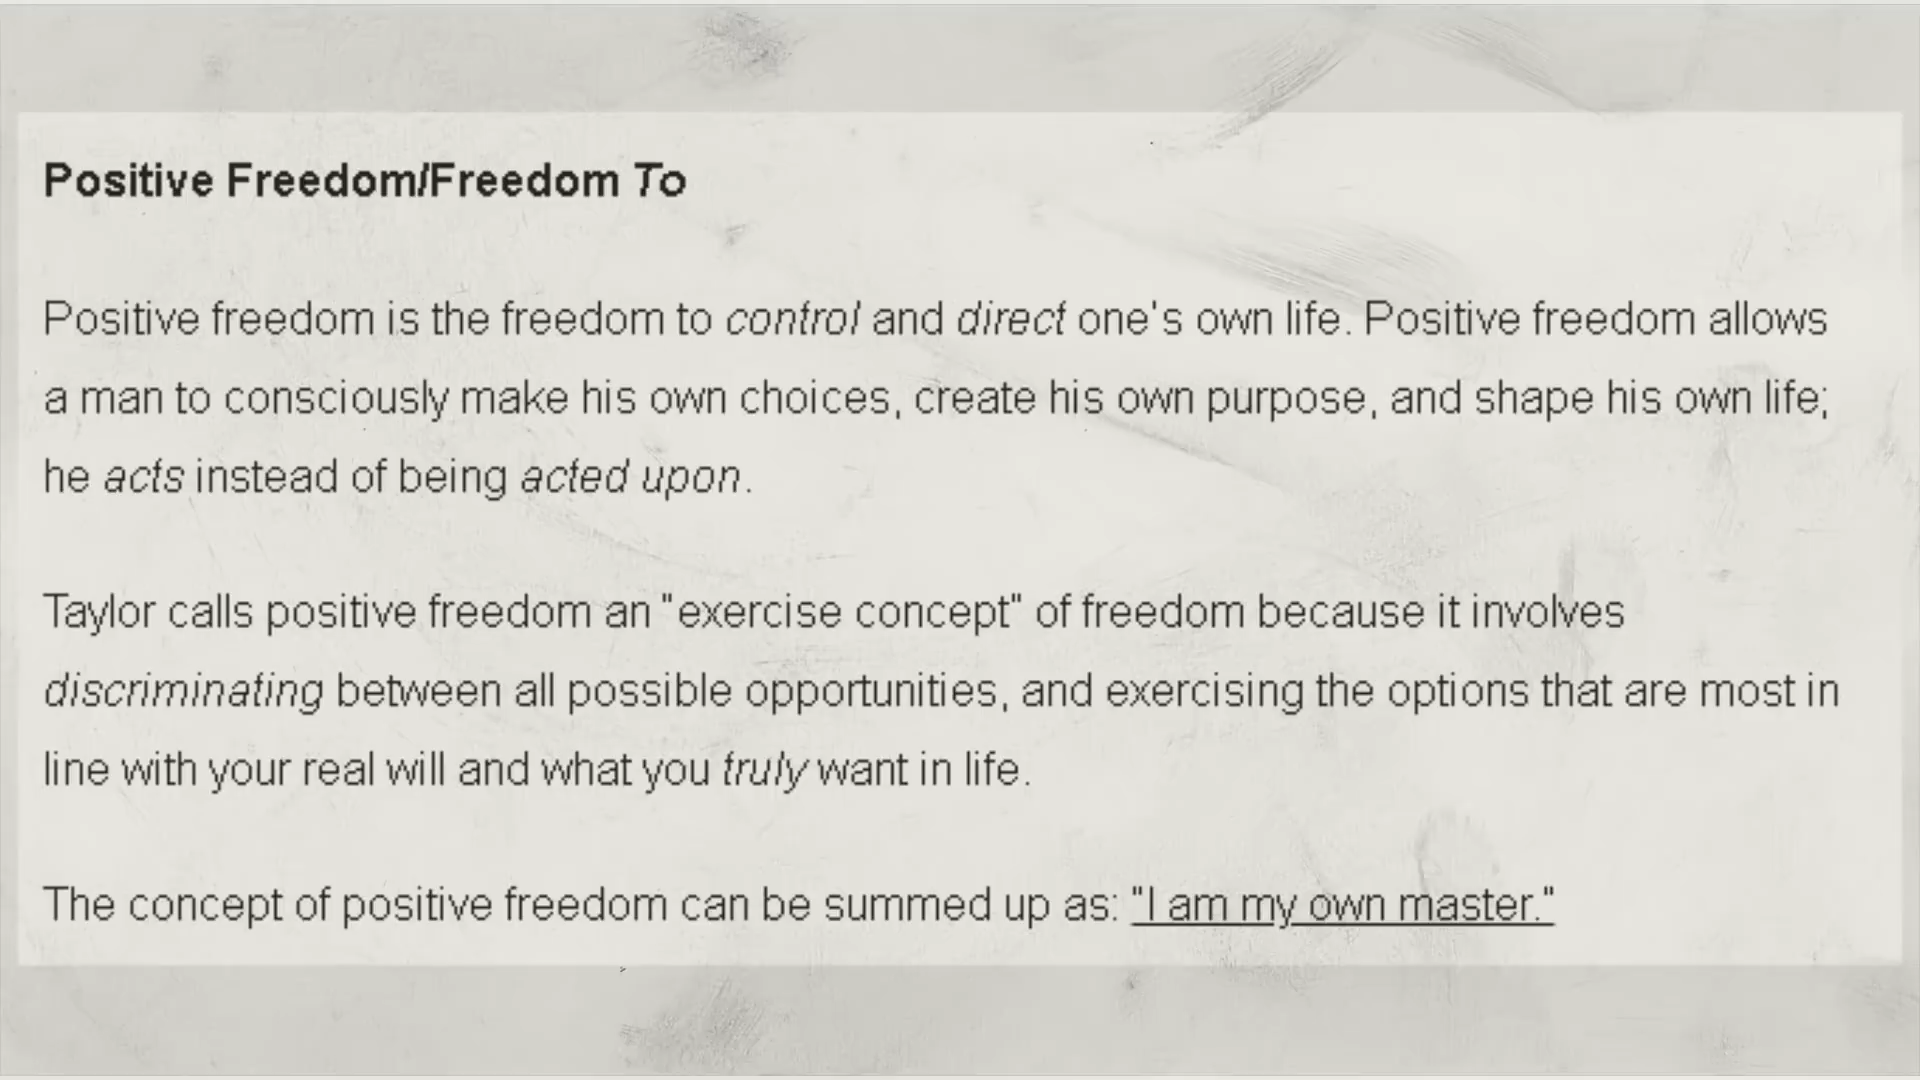 Positive Freedom/Freedom To
Positive freedom is the freedom to control and direct one's own life. Positive freedom allows
a man to consciously make his own choices, create his own purpose, and shape his own life;
he acts instead of being acted upon.
Taylor calls positive freedom an "exercise concept" of freedom because it involves
discriminating between all possible opportunities, and exercising the options that are most in
line with your real will and what you truly want in life.
The concept of positive freedom can be summed up as: "I am my own master."